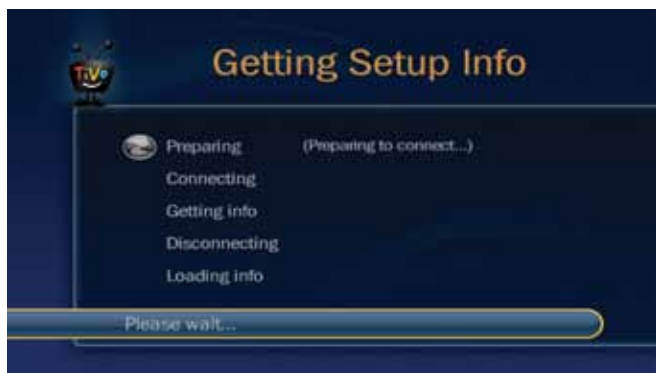 TiVo
Getting Setup Info
Preparing (Preparing to connect...)
Connecting
Getting info
Disconnecting
Loading info
Please wait...